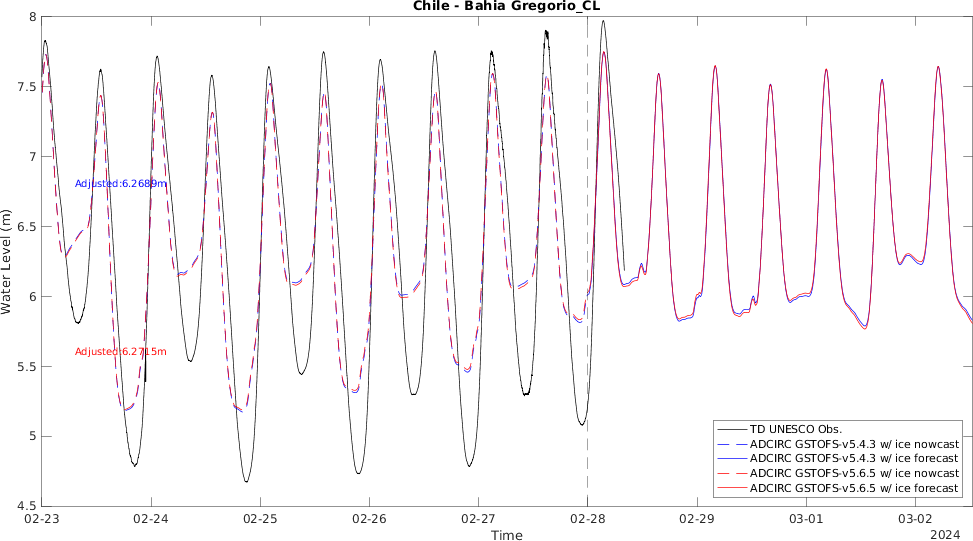 Chile - Bahia Gregorio_CL
8
7.5
7
6.5
6
5.5
5
4.5
Water Level (m)
Adjusted:6.2689m
Adjusted:6.2715m
TD UNESCO Obs.
ADCIRC GSTOFS-v5.4.3 w/ ice nowcast
ADCIRC GSTOFS-v5.4.3 w/ ice forecast
ADCIRC GSTOFS-v5.6.5 w/ ice nowcast
ADCIRC GSTOFS-v5.6.5 w/ ice forecast
02-23 02-24 02-25 02-26 02-27 02-28 02-29 03-01 03-02
Time
2024